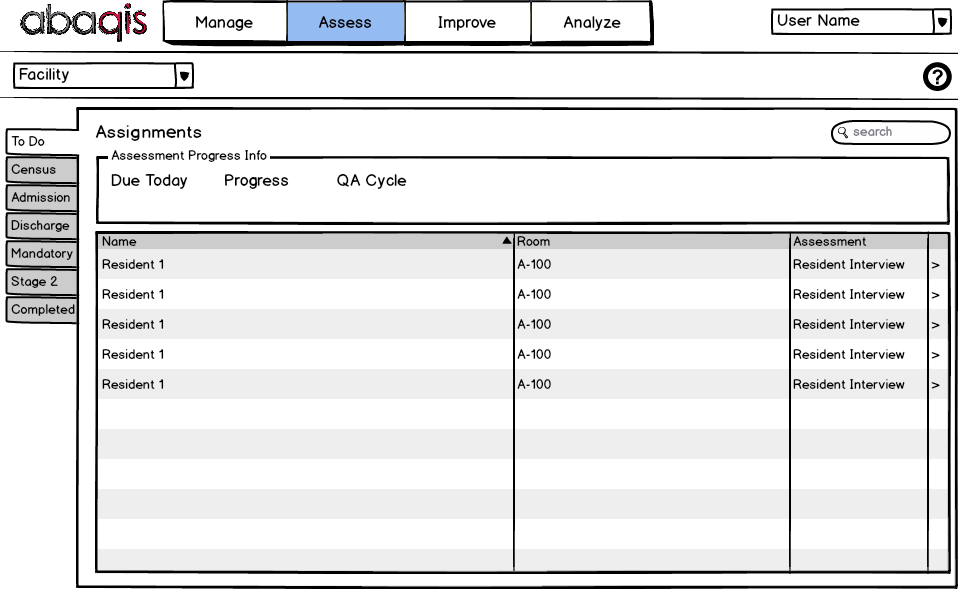 abaqis
Manage Assess Improve Analyze
User Name
Facility
?
To Do
Census
Admission
Discharge
Mandatory
Stage 2
Completed
Assignments
search
Assessment Progress Info
Due Today Progress QA Cycle
Name Room Assessment
Resident 1 A-100 Resident Interview >
Resident 1 A-100 Resident Interview >
Resident 1 A-100 Resident Interview >
Resident 1 A-100 Resident Interview >
Resident 1 A-100 Resident Interview >